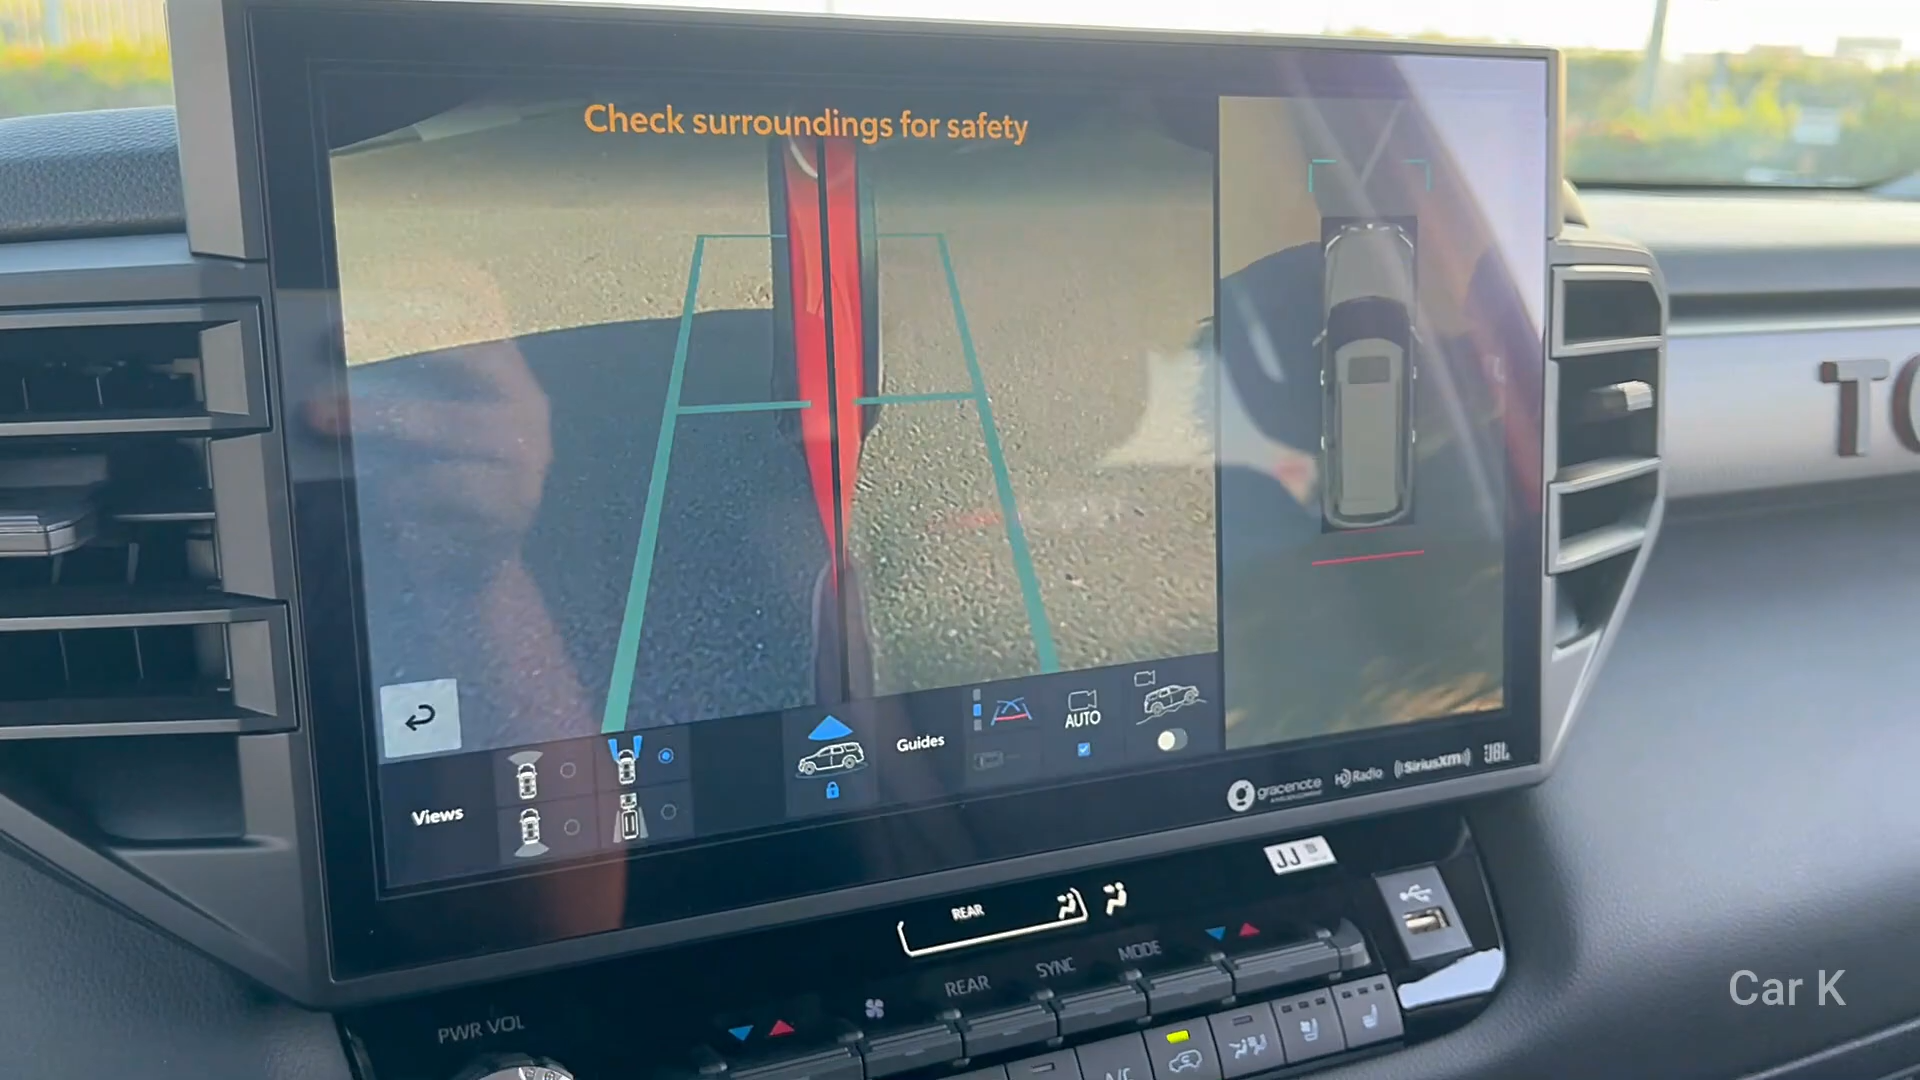 Check surroundings for safety
AUTO
Guides
Views
gracenote
HD Radio
SiriusXM
JBL
JJ
REAR
MODE
SYNC
REAR
PWR VOL
A/C
TO
Car K